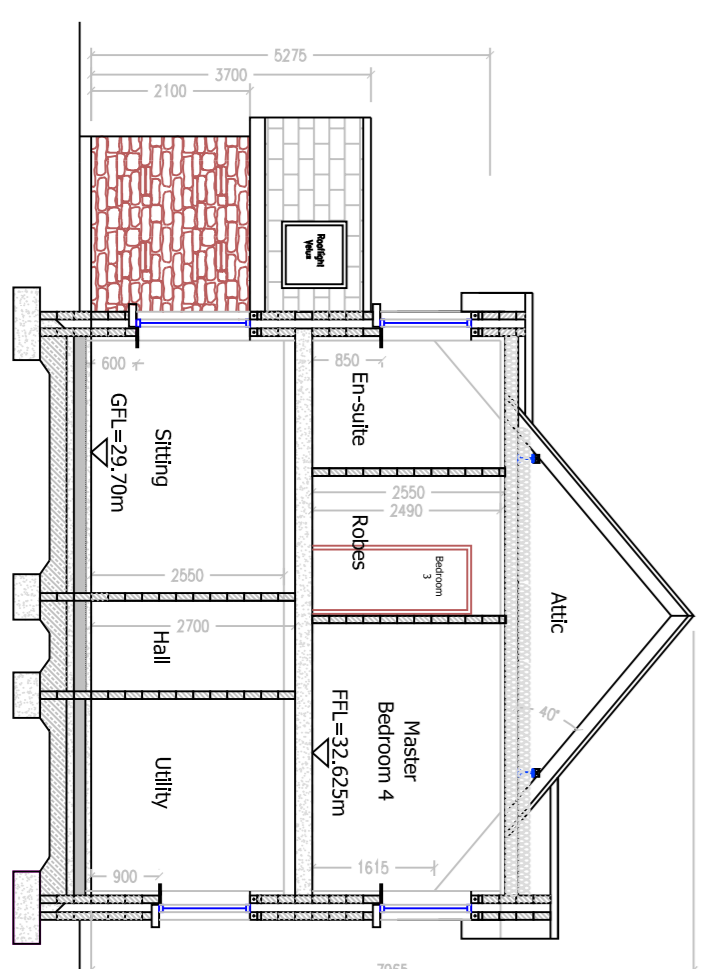 5275
3700
2100
Rooflight
Velux
600
850
En-suite
Sitting
GFL=29.70m
2550
2490
Robes
Bedroom
3
2550
2700
Hall
Attic
40°
Master
Bedroom 4
FFL=32.625m
Utility
900
1615
7965